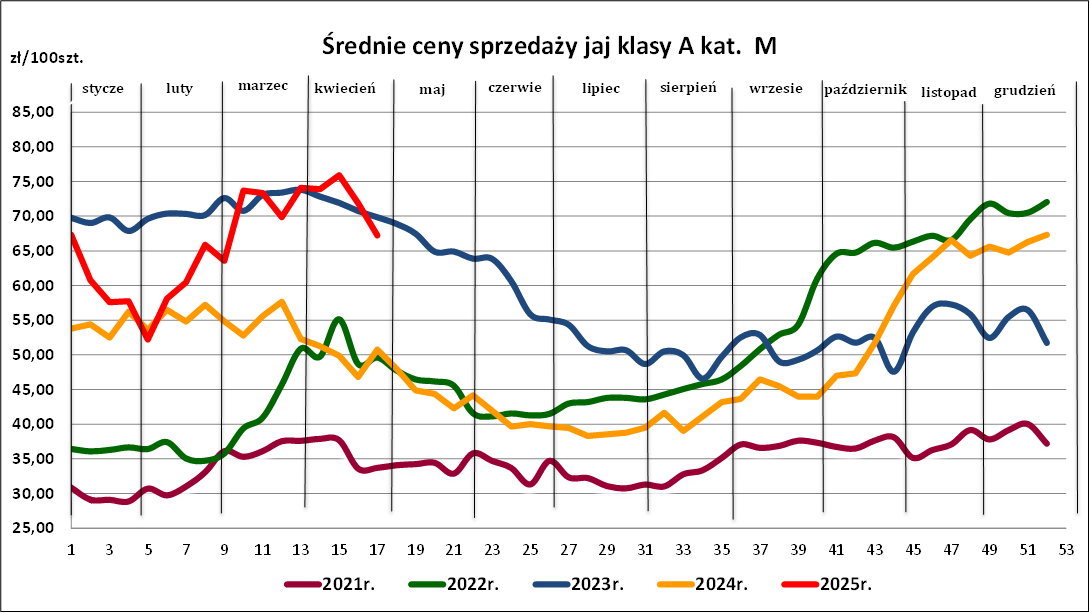 Średnie ceny sprzedaży jaj klasy A kat. M
zł/100szt.
stycze luty marzec kwiecień maj czerwie lipiec sierpień wrzesie październik listopad grudzień
85,00
80,00
75,00
70,00
65,00
60,00
55,00
50,00
45,00
40,00
35,00
30,00
25,00
1 3 5 7 9 11 13 15 17 19 21 23 25 27 29 31 33 35 37 39 41 43 45 47 49 51 53
2021r. 2022r. 2023r. 2024r. 2025r.